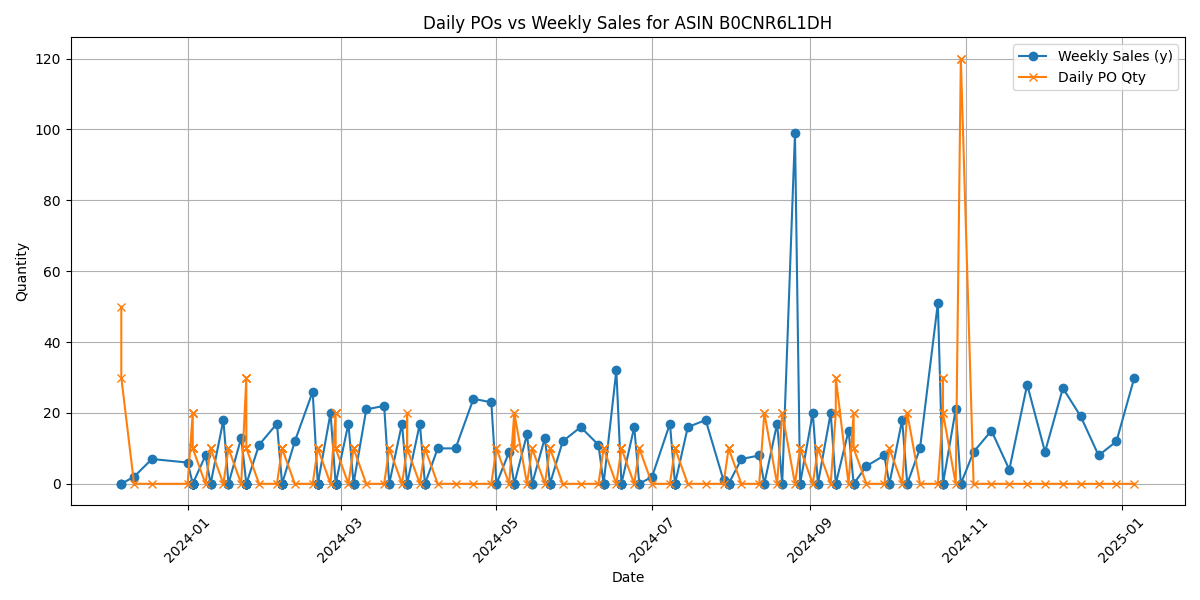 Daily POs vs Weekly Sales for ASIN B0CNR6L1DH
Weekly Sales (y)
Daily PO Qty
Quantity
120
100
80
60
40
20
0
2024-01
2024-03
2024-05
2024-07
2024-09
2024-11
2025-01
Date